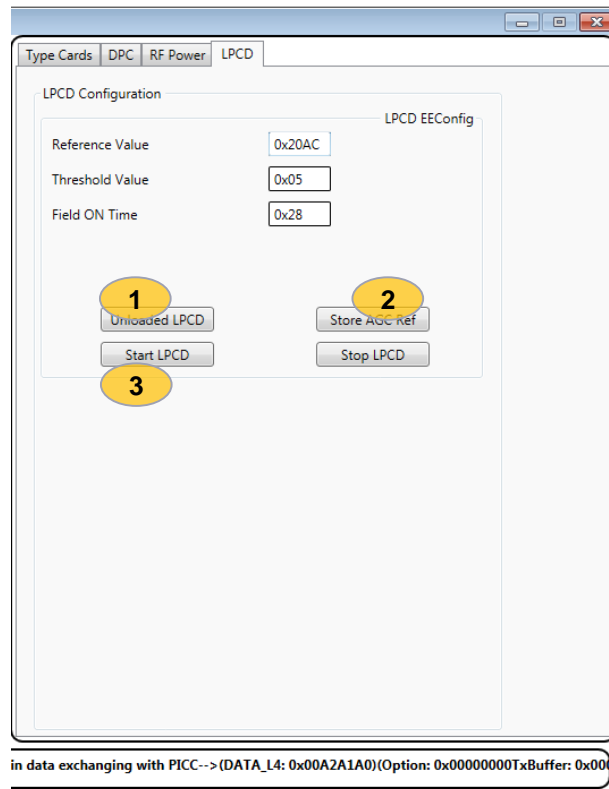 Type Cards DPC RF Power LPCD
LPCD Configuration
LPCD EEConfig
Reference Value 0x20AC
Threshold Value 0x05
Field ON Time 0x28
1 2
Unloaded LPCD Store AGC Ref
Start LPCD Stop LPCD
3
in data exchanging with PICC-->(DATA_L4: 0x00A2A1A0)(Option: 0x00000000TxBuffer: 0x000